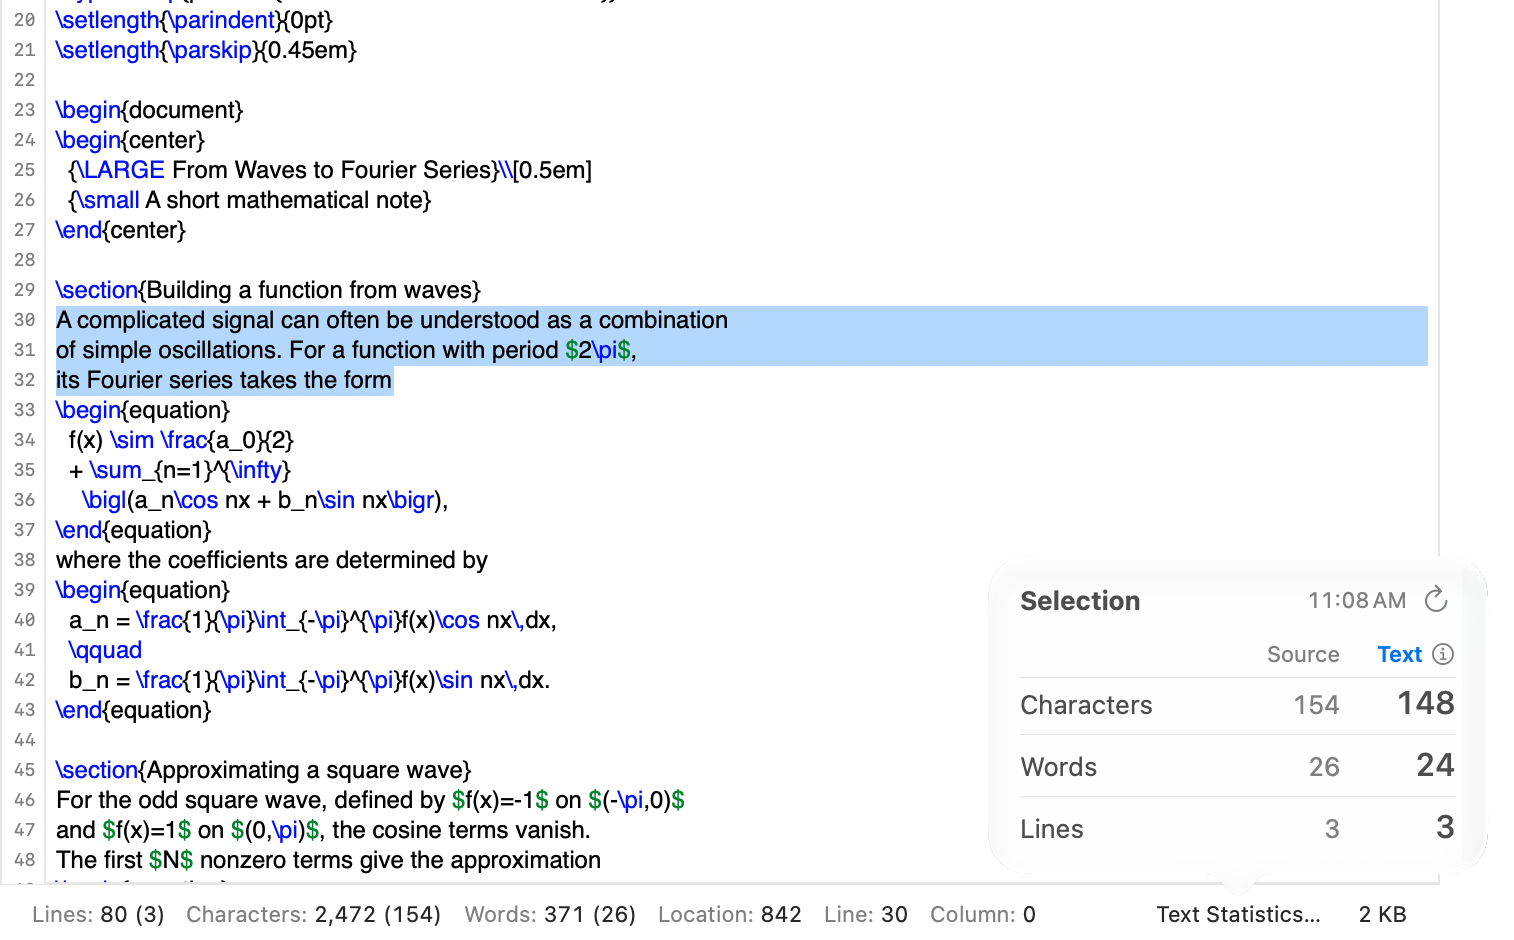 20 \setlength{\parindent}{0pt}
21 \setlength{\parskip}{0.45em}
22
23 \begin{document}
24 \begin{center}
25 {\LARGE From Waves to Fourier Series}\\[0.5em]
26 {\small A short mathematical note}
27 \end{center}
28
29 \section{Building a function from waves}
30 A complicated signal can often be understood as a combination
31 of simple oscillations. For a function with period $2\pi$,
32 its Fourier series takes the form
33 \begin{equation}
34 f(x) \sim \frac{a_0}{2}
35 + \sum_{n=1}^{\infty}
36 \bigl(a_n\cos nx + b_n\sin nx\bigr),
37 \end{equation}
38 where the coefficients are determined by
39 \begin{equation}
40 a_n = \frac{1}{\pi}\int_{-\pi}^{\pi}f(x)\cos nx\,dx,
41 \qquad
42 b_n = \frac{1}{\pi}\int_{-\pi}^{\pi}f(x)\sin nx\,dx.
43 \end{equation}
44
45 \section{Approximating a square wave}
46 For the odd square wave, defined by $f(x)=-1$ on $(-\pi,0)$
47 and $f(x)=1$ on $(0,\pi)$, the cosine terms vanish.
48 The first $N$ nonzero terms give the approximation
Selection 11:08 AM
Source Text
Characters 154 148
Words 26 24
Lines 3 3
Lines: 80 (3) Characters: 2,472 (154) Words: 371 (26) Location: 842 Line: 30 Column: 0 Text Statistics... 2 KB